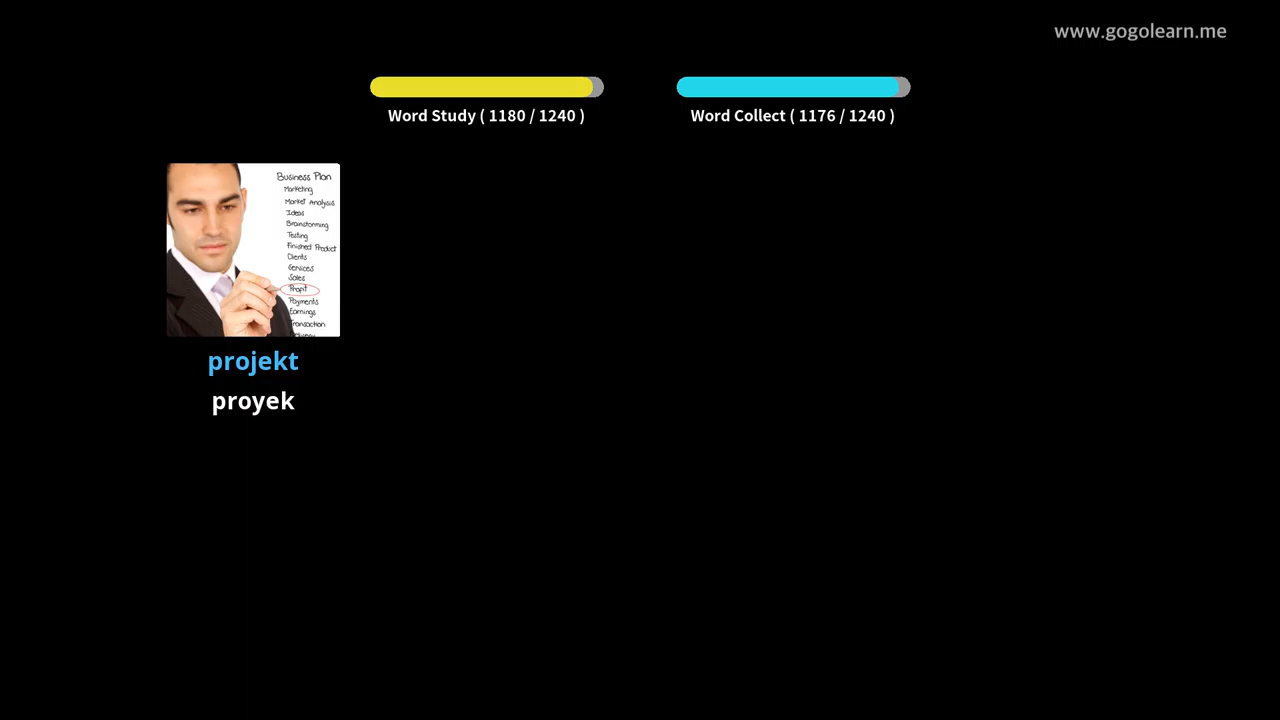 www.gogolearn.me
Word Study ( 1180 / 1240 )
Word Collect ( 1176 / 1240 )
Business Plan
Marketing
Market Analysis
Ideas
Brainstorming
Testing
Finished Product
Clients
Services
Sales
Profit
Payments
Earnings
Transaction
projekt
proyek